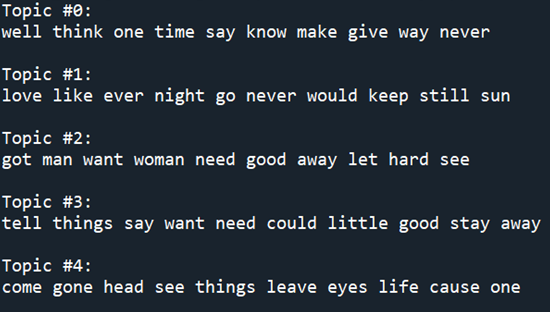 Topic #0:
well think one time say know make give way never
Topic #1:
love like ever night go never would keep still sun
Topic #2:
got man want woman need good away let hard see
Topic #3:
tell things say want need could little good stay away
Topic #4:
come gone head see things leave eyes life cause one